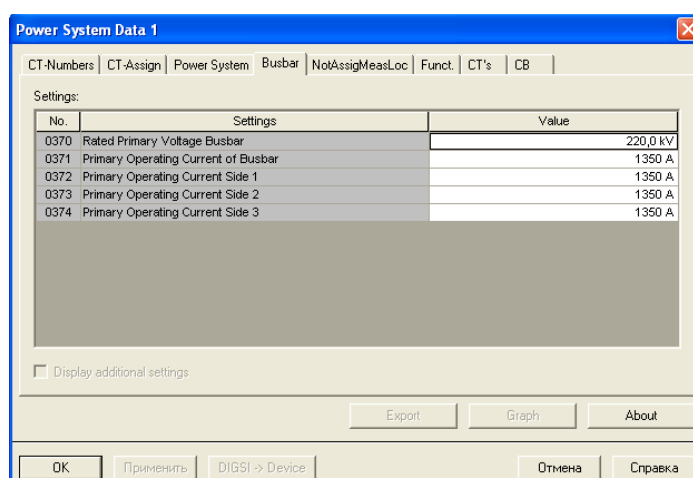 Power System Data 1
CT-Numbers CT-Assign Power System Busbar NotAssigMeasLoc Funct. CT's CB
Settings:
No. Settings Value
0370 Rated Primary Voltage Busbar 220,0 kV
0371 Primary Operating Current of Busbar 1350 A
0372 Primary Operating Current Side 1 1350 A
0373 Primary Operating Current Side 2 1350 A
0374 Primary Operating Current Side 3 1350 A
Display additional settings
Export Graph About
OK Применить DIGSI -> Device Отмена Справка